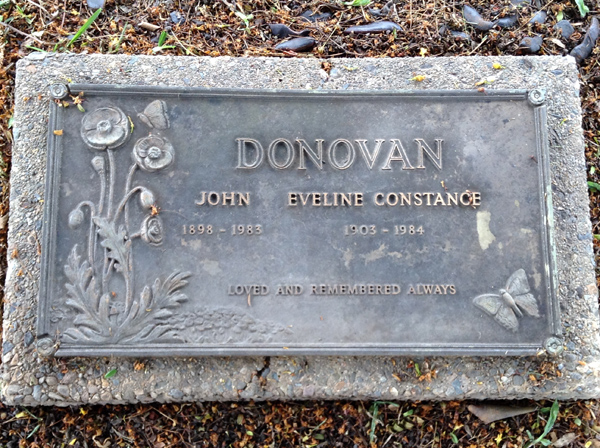 DONOVAN
JOHN EVELINE CONSTANCE
1898 - 1983 1903 - 1984
LOVED AND REMEMBERED ALWAYS